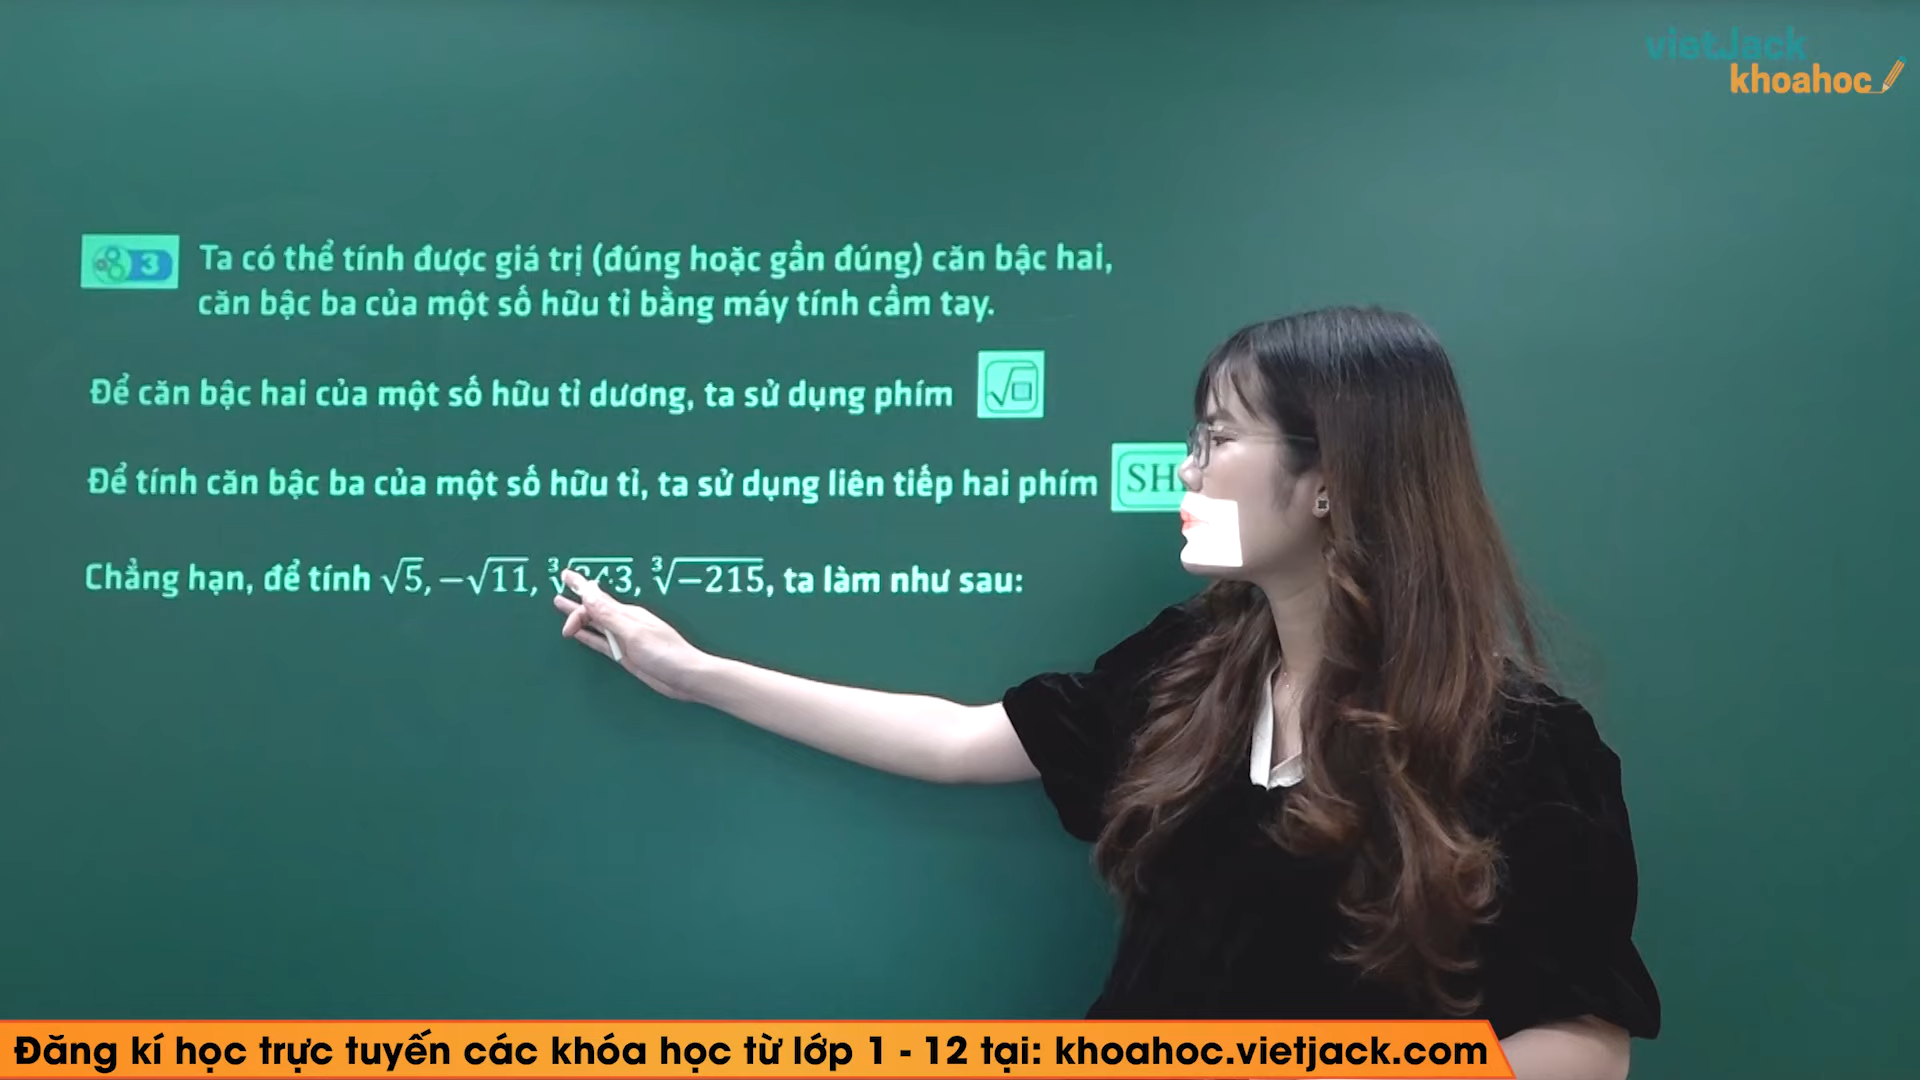 vietJack
khoahoc
3 Ta có thể tính được giá trị (đúng hoặc gần đúng) căn bậc hai,
căn bậc ba của một số hữu tỉ bằng máy tính cầm tay.
Để căn bậc hai của một số hữu tỉ dương, ta sử dụng phím √□
Để tính căn bậc ba của một số hữu tỉ, ta sử dụng liên tiếp hai phím SH
Chẳng hạn, để tính √5, −√11, ∛−215, ta làm như sau:
Đăng kí học trực tuyến các khóa học từ lớp 1 - 12 tại: khoahoc.vietjack.com